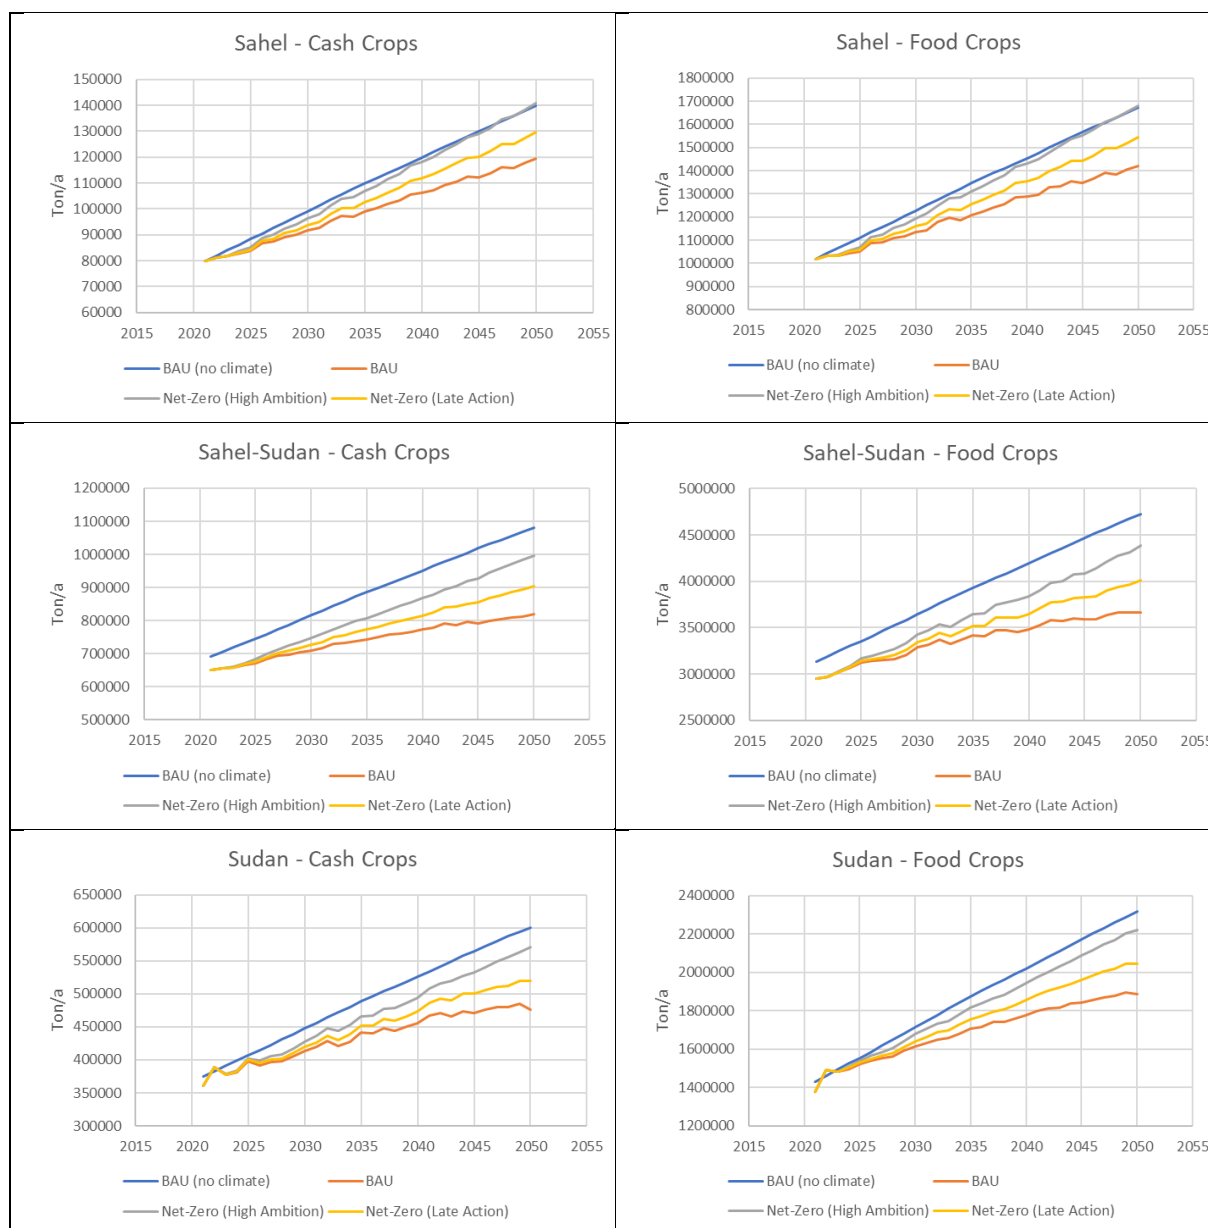 Sahel - Cash Crops
150000
140000
130000
120000
110000
100000
90000
80000
70000
60000
Ton/a
2015 2020 2025 2030 2035 2040 2045 2050 2055
BAU (no climate) BAU
Net-Zero (High Ambition) Net-Zero (Late Action)
Sahel - Food Crops
1800000
1700000
1600000
1500000
1400000
1300000
1200000
1100000
1000000
900000
800000
Ton/a
2015 2020 2025 2030 2035 2040 2045 2050 2055
BAU (no climate) BAU
Net-Zero (High Ambition) Net-Zero (Late Action)
Sahel-Sudan - Cash Crops
1200000
1100000
1000000
900000
800000
700000
600000
500000
Ton/a
2015 2020 2025 2030 2035 2040 2045 2050 2055
BAU (no climate) BAU
Net-Zero (High Ambition) Net-Zero (Late Action)
Sahel-Sudan - Food Crops
5000000
4500000
4000000
3500000
3000000
2500000
Ton/a
2015 2020 2025 2030 2035 2040 2045 2050 2055
BAU (no climate) BAU
Net-Zero (High Ambition) Net-Zero (Late Action)
Sudan - Cash Crops
650000
600000
550000
500000
450000
400000
350000
300000
Ton/a
2015 2020 2025 2030 2035 2040 2045 2050 2055
BAU (no climate) BAU
Net-Zero (High Ambition) Net-Zero (Late Action)
Sudan - Food Crops
2400000
2200000
2000000
1800000
1600000
1400000
1200000
Ton/a
2015 2020 2025 2030 2035 2040 2045 2050 2055
BAU (no climate) BAU
Net-Zero (High Ambition) Net-Zero (Late Action)